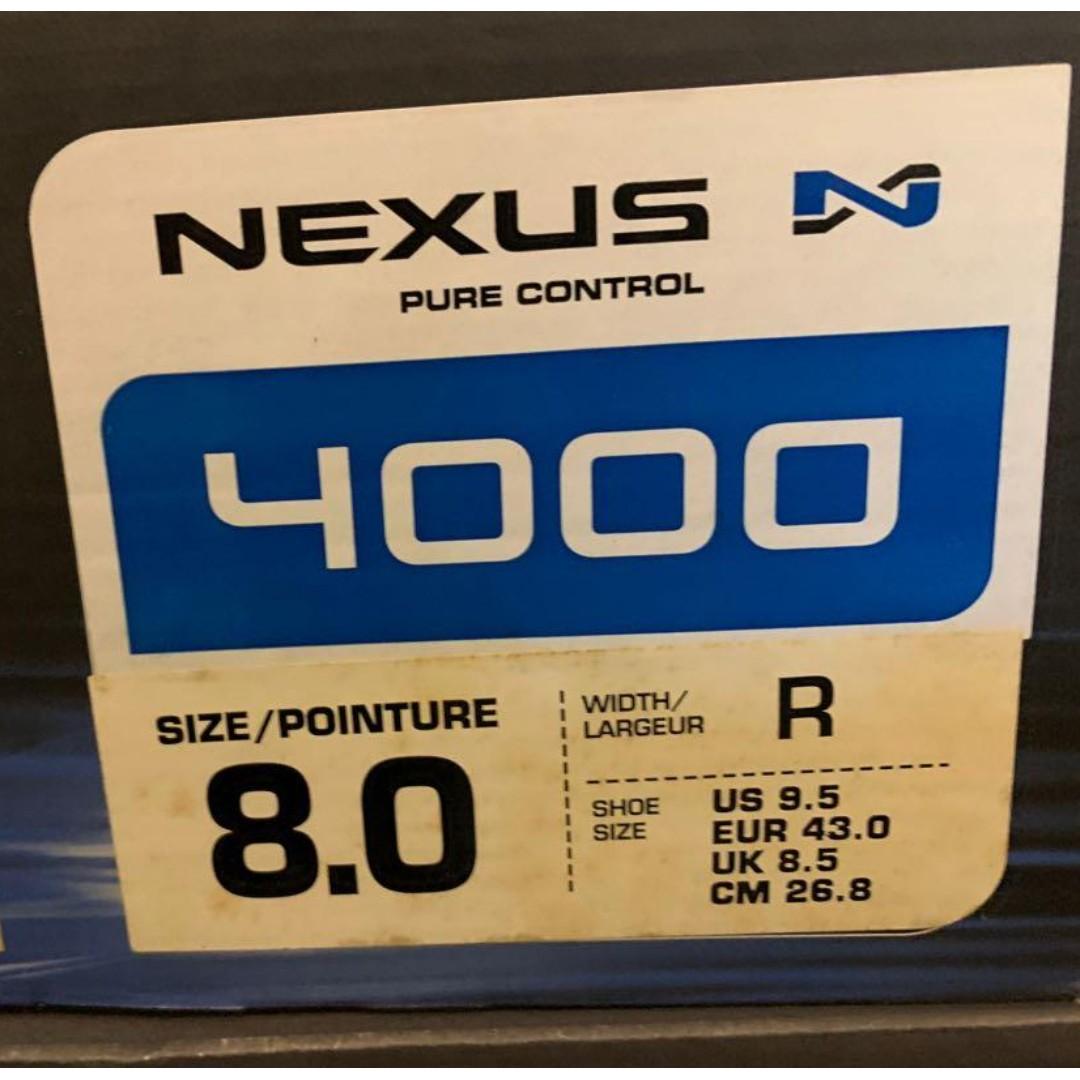 NEXUS N
PURE CONTROL
4000
SIZE/POINTURE
8.0
WIDTH/
LARGEUR
R
SHOE
SIZE
US 9.5
EUR 43.0
UK 8.5
CM 26.8